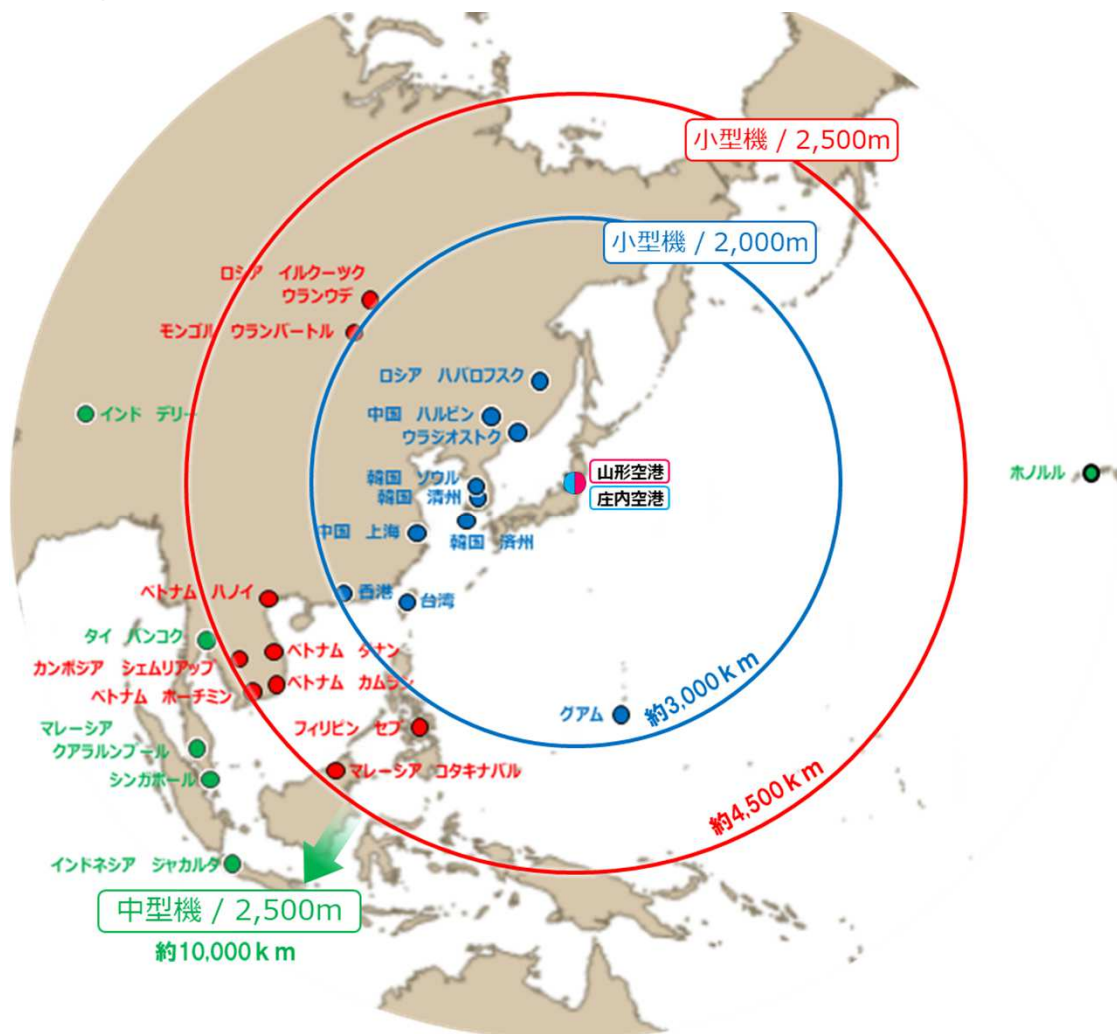 小型機 / 2,500m
小型機 / 2,000m
ロシア イルクーツク
ウランウデ
モンゴル ウランバートル
ロシア ハバロフスク
中国 ハルビン
ウラジオストク
インド デリー
韓国 ソウル
韓国 清州
山形空港
庄内空港
ホノルル
中国 上海
韓国 済州
ベトナム ハノイ
香港
台湾
タイ バンコク
ベトナム ダナン
カンボジア シェムリアップ
ベトナム カムラン
ベトナム ホーチミン
グアム
約3,000km
フィリピン セブ
マレーシア
クアラルンプール
マレーシア コタキナバル
シンガポール
約4,500km
インドネシア ジャカルタ
中型機 / 2,500m
約10,000km